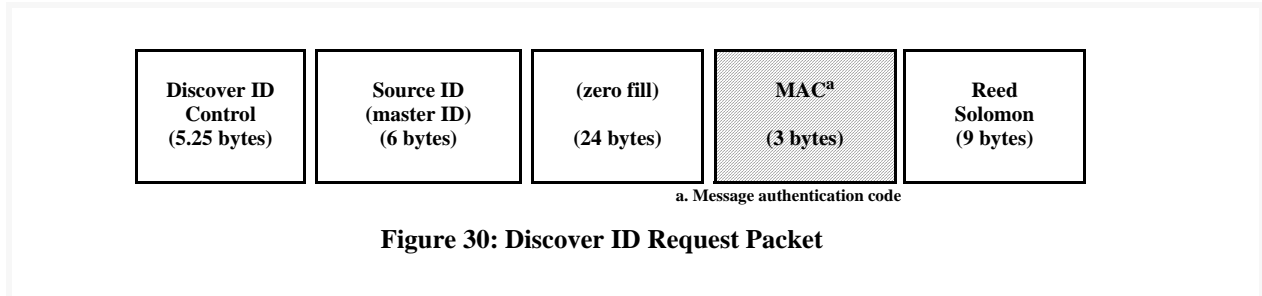 Discover ID
Control
(5.25 bytes)
Source ID
(master ID)
(6 bytes)
(zero fill)
(24 bytes)
MACa
(3 bytes)
Reed
Solomon
(9 bytes)
a. Message authentication code
Figure 30: Discover ID Request Packet